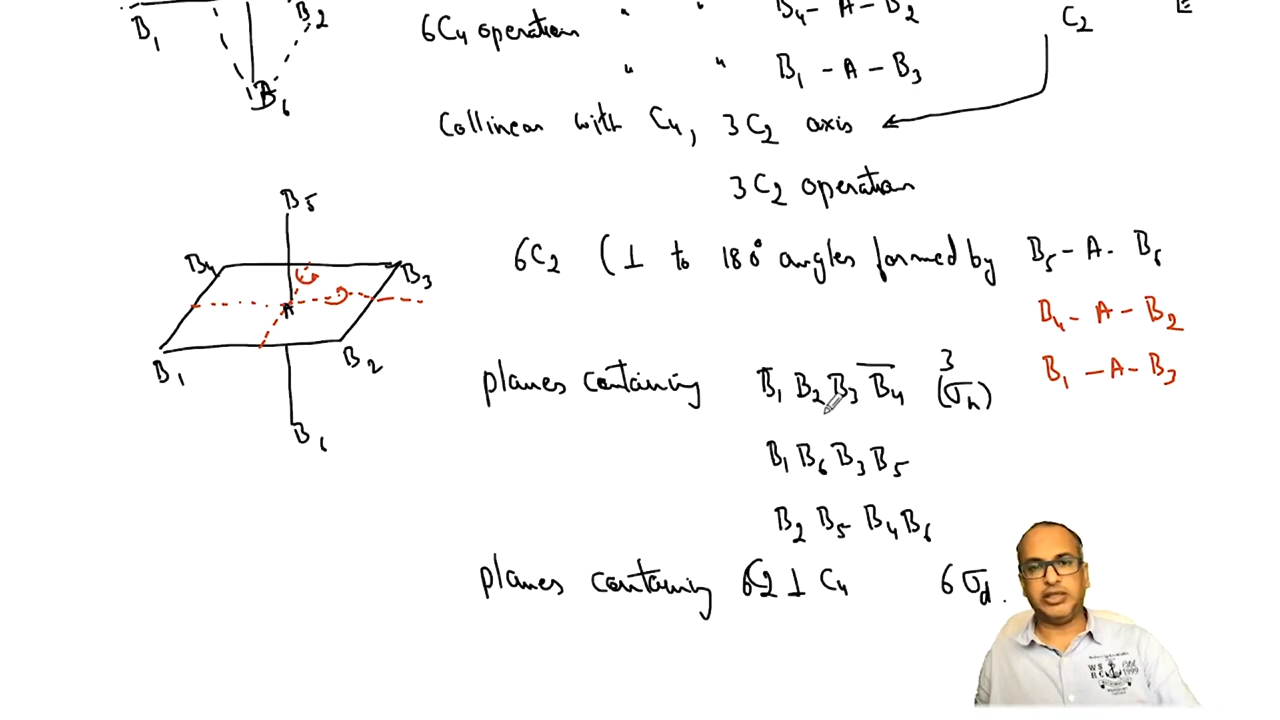 B1 B2
B6
6C4 operation " " B4 - A - B2
" " B1 - A - B3
C2
E
Collinear with C4, 3C2 axis
3C2 operation
B5
B4 B3
A
B1 B2
B6
6C2 (⊥ to 180° angles formed by B5 - A - B6
B4 - A - B2
B1 - A - B3
planes containing B1 B2 B3 B4 3(σh)
B1 B6 B3 B5
B2 B5 B4 B6
planes containing 6C2 ⊥ C4 6σd.